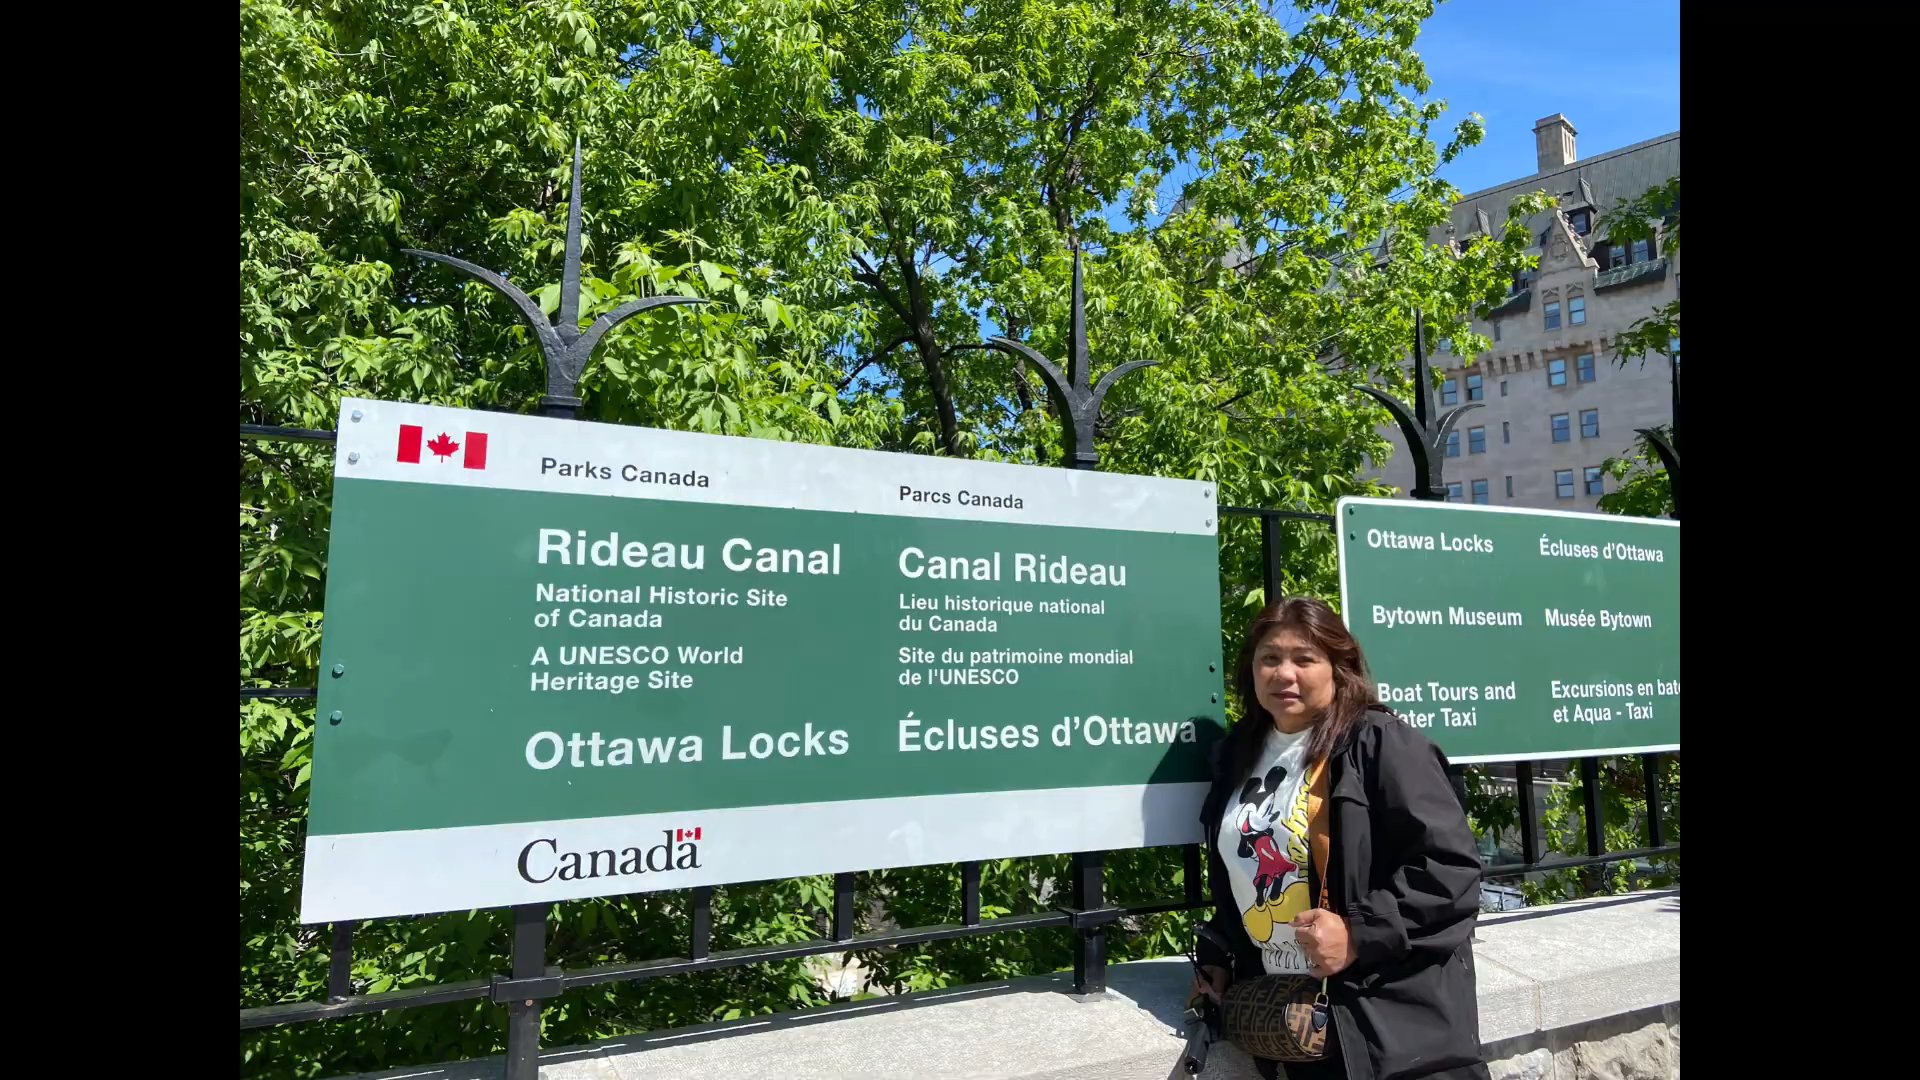 Parks Canada
Parcs Canada
Rideau Canal
National Historic Site
of Canada
A UNESCO World
Heritage Site
Ottawa Locks
Canal Rideau
Lieu historique national
du Canada
Site du patrimoine mondial
de l'UNESCO
Écluses d'Ottawa
Canada
Ottawa Locks
Écluses d'Ottawa
Bytown Museum
Musée Bytown
Boat Tours and
Taxi
Excursions en
et Aqua - Taxi